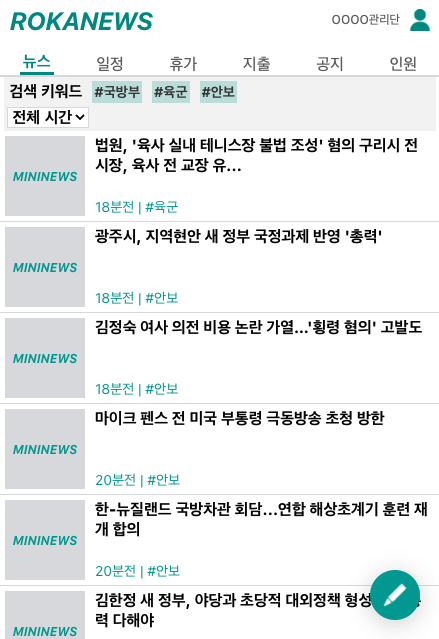 ROKANEWS
OOOO관리단
뉴스 일정 휴가 지출 공지 인원
검색 키워드 #국방부 #육군 #안보
전체 시간
MININEWS
법원, '육사 실내 테니스장 불법 조성' 혐의 구리시 전
시장, 육사 전 교장 유...
18분전 | #육군
MININEWS
광주시, 지역현안 새 정부 국정과제 반영 '총력'
18분전 | #안보
MININEWS
김정숙 여사 의전 비용 논란 가열...'횡령 혐의' 고발도
18분전 | #안보
MININEWS
마이크 펜스 전 미국 부통령 극동방송 초청 방한
20분전 | #안보
MININEWS
한-뉴질랜드 국방차관 회담...연합 해상초계기 훈련 재
개 합의
20분전 | #안보
MININEWS
김한정 새 정부, 야당과 초당적 대외정책 형성
력 다해야